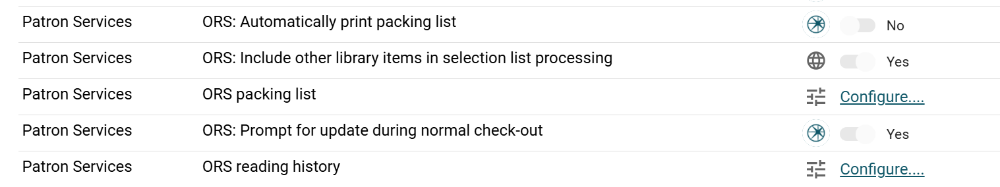 Patron Services ORS: Automatically print packing list No
Patron Services ORS: Include other library items in selection list processing Yes
Patron Services ORS packing list Configure....
Patron Services ORS: Prompt for update during normal check-out Yes
Patron Services ORS reading history Configure....